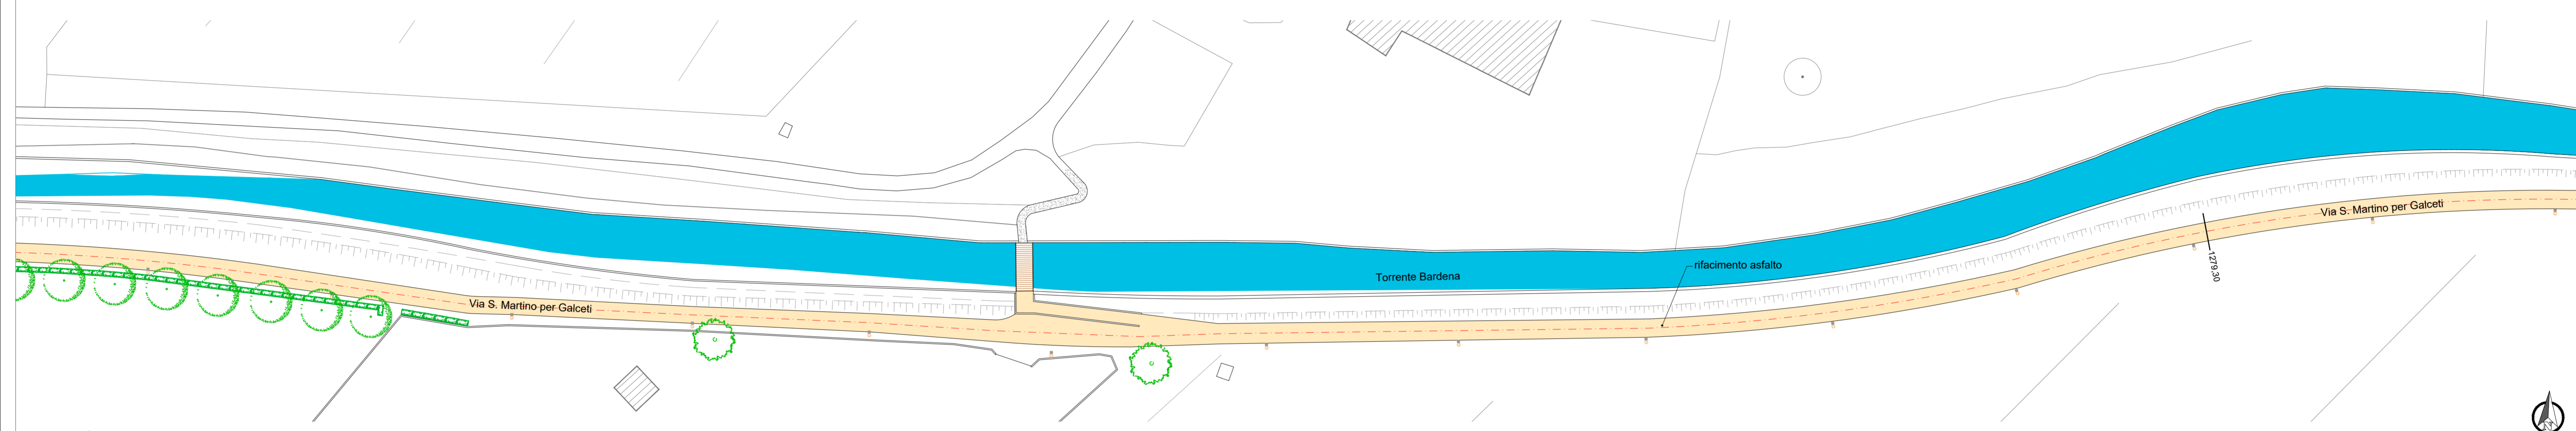 Via S. Martino per Galceti
Torrente Bardena
rifacimento asfalto
1279,30
Via S. Martino per Galceti
N